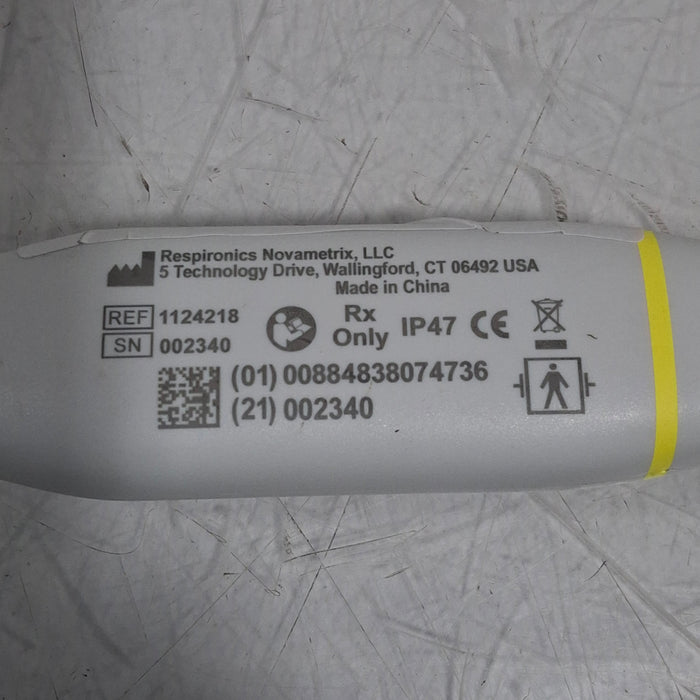 Respironics Novametrix, LLC
5 Technology Drive, Wallingford, CT 06492 USA
Made in China
REF 1124218
SN 002340
Rx Only
IP47 CE
(01) 00884838074736
(21) 002340